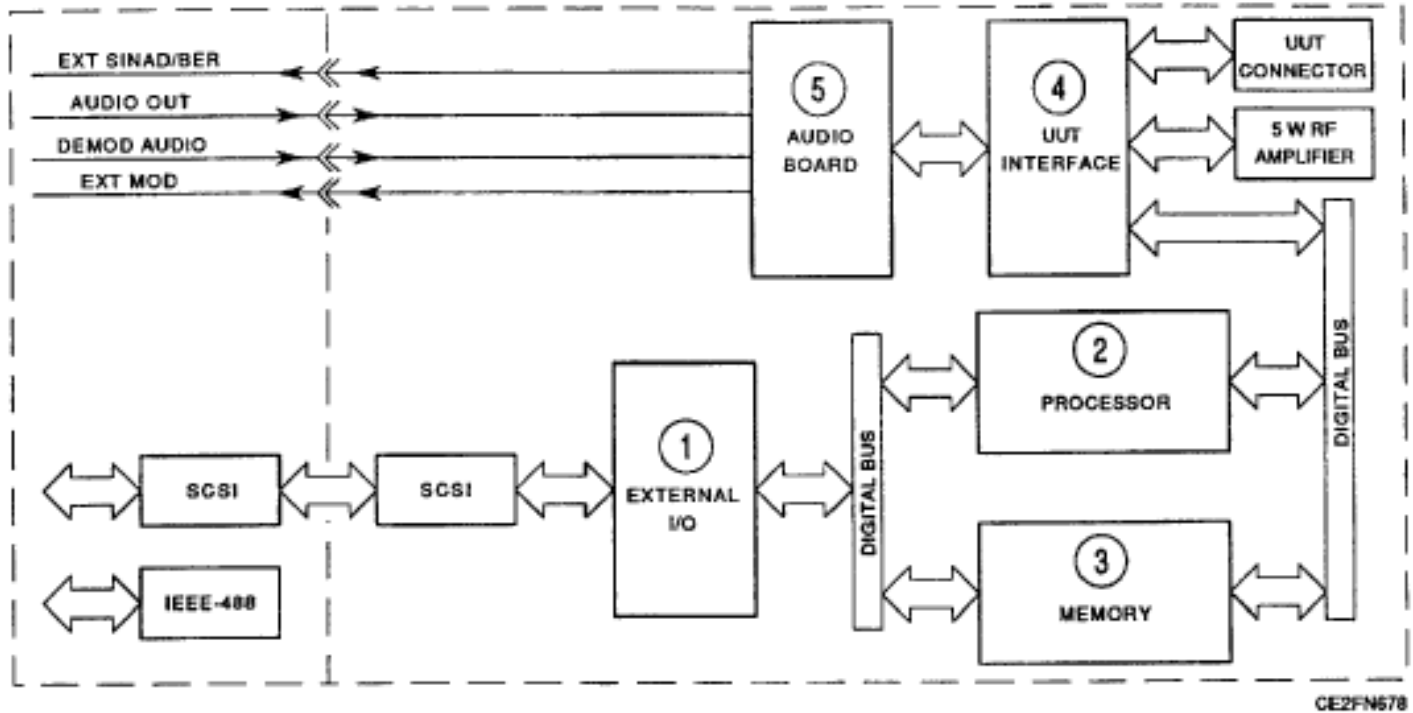 EXT SINAD/BER
AUDIO OUT
DEMOD AUDIO
EXT MOD
5
AUDIO
BOARD
4
UUT
INTERFACE
UUT
CONNECTOR
5 W RF
AMPLIFIER
2
PROCESSOR
DIGITAL BUS
1
EXTERNAL
I/O
SCSI
SCSI
DIGITAL BUS
3
MEMORY
IEEE-488
CE2FN678